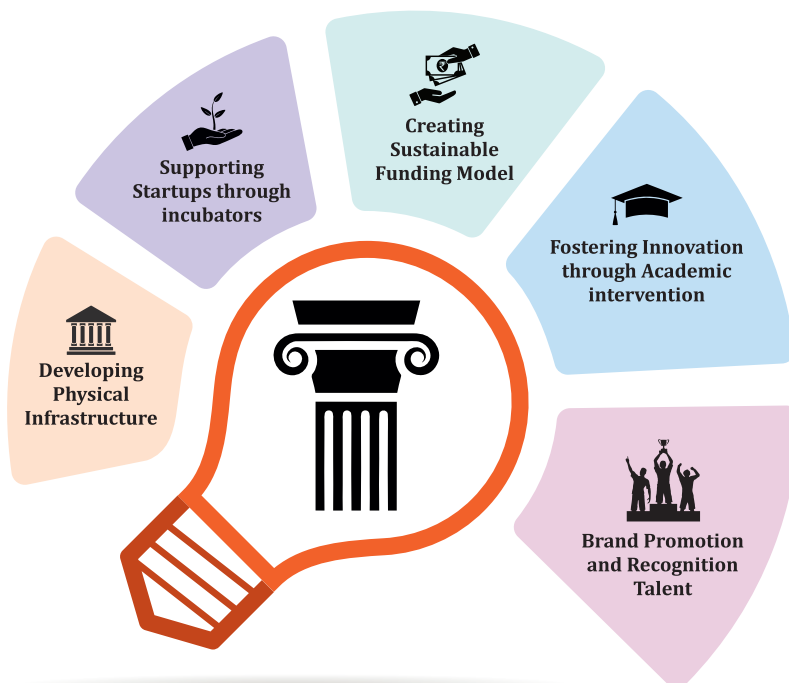 Developing
Physical
Infrastructure
Supporting
Startups through
incubators
Creating
Sustainable
Funding Model
Fostering Innovation
through Academic
intervention
Brand Promotion
and Recognition
Talent